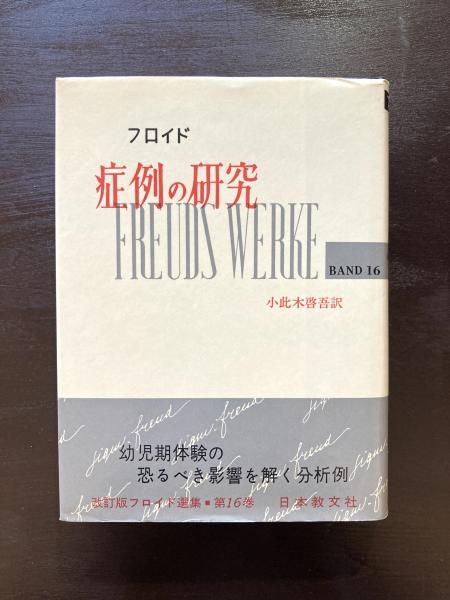 フロイド
症例の研究
FREUDS WERKE
BAND 16
小此木啓吾訳
sigm. freud
幼児期体験の
恐るべき影響を解く分析例
改訂版フロイド選集■第16巻 日本教文社